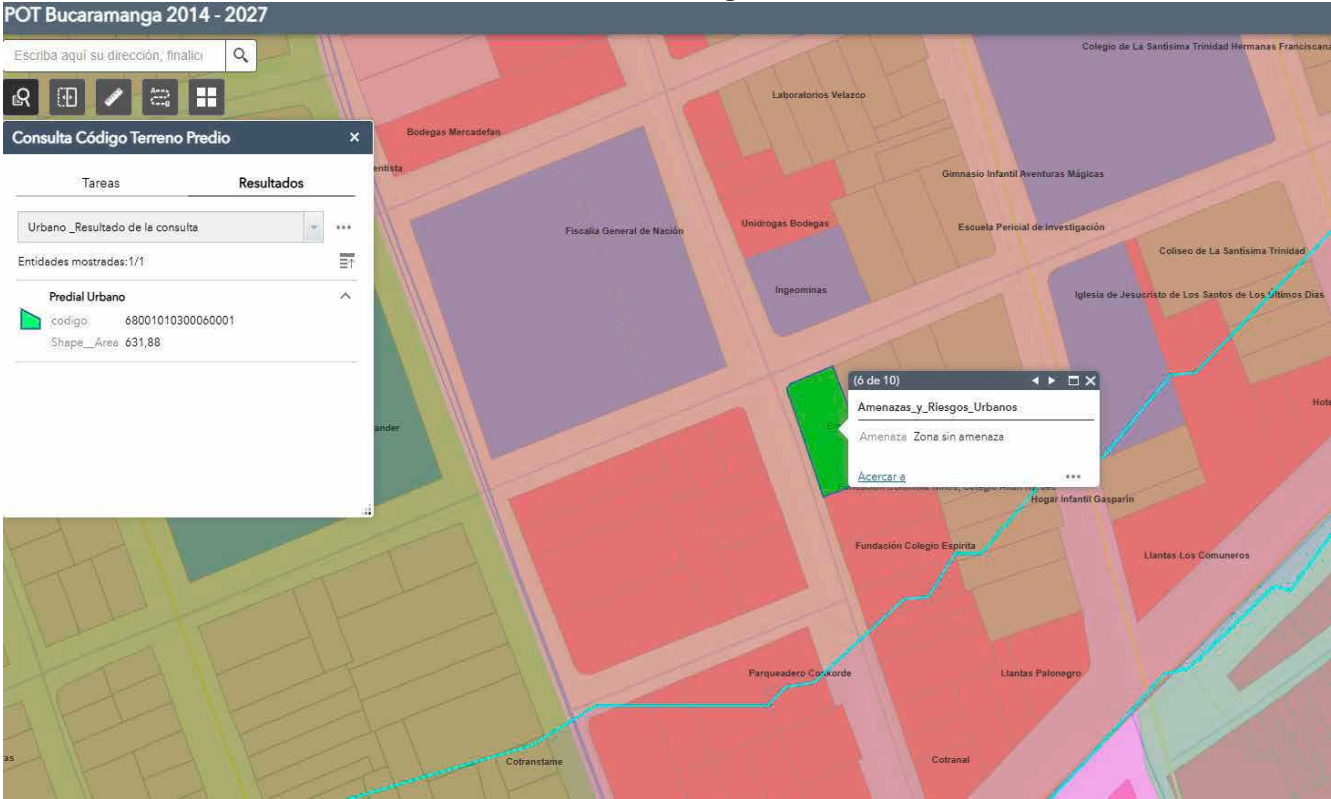 POT Bucaramanga 2014 - 2027
Escriba aquí su dirección, finalic
Consulta Código Terreno Predio
Tareas
Resultados
Urbano _Resultado de la consulta
Entidades mostradas:1/1
Predial Urbano
codigo 68001010300060001
Shape__Area 631,88
Colegio de La Santísima Trinidad Hermanas Franciscana
Laboratorios Velazco
Bodegas Mercadefan
entista
Gimnasio Infantil Aventuras Mágicas
Unidrogas Bodegas
Fiscalía General de Nación
Escuela Pericial de Investigación
Coliseo de La Santísima Trinidad
Ingeominas
Iglesia de Jesucristo de Los Santos de Los Últimos Días
(6 de 10)
Amenazas_y_Riesgos_Urbanos
Amenaza Zona sin amenaza
Acercar a
Hote
ander
Hogar Infantil Gasparín
Fundación Colegio Espirita
Llantas Los Comuneros
Parqueadero Conkorde
Llantas Palonegro
as
Cotranstame
Cotranal